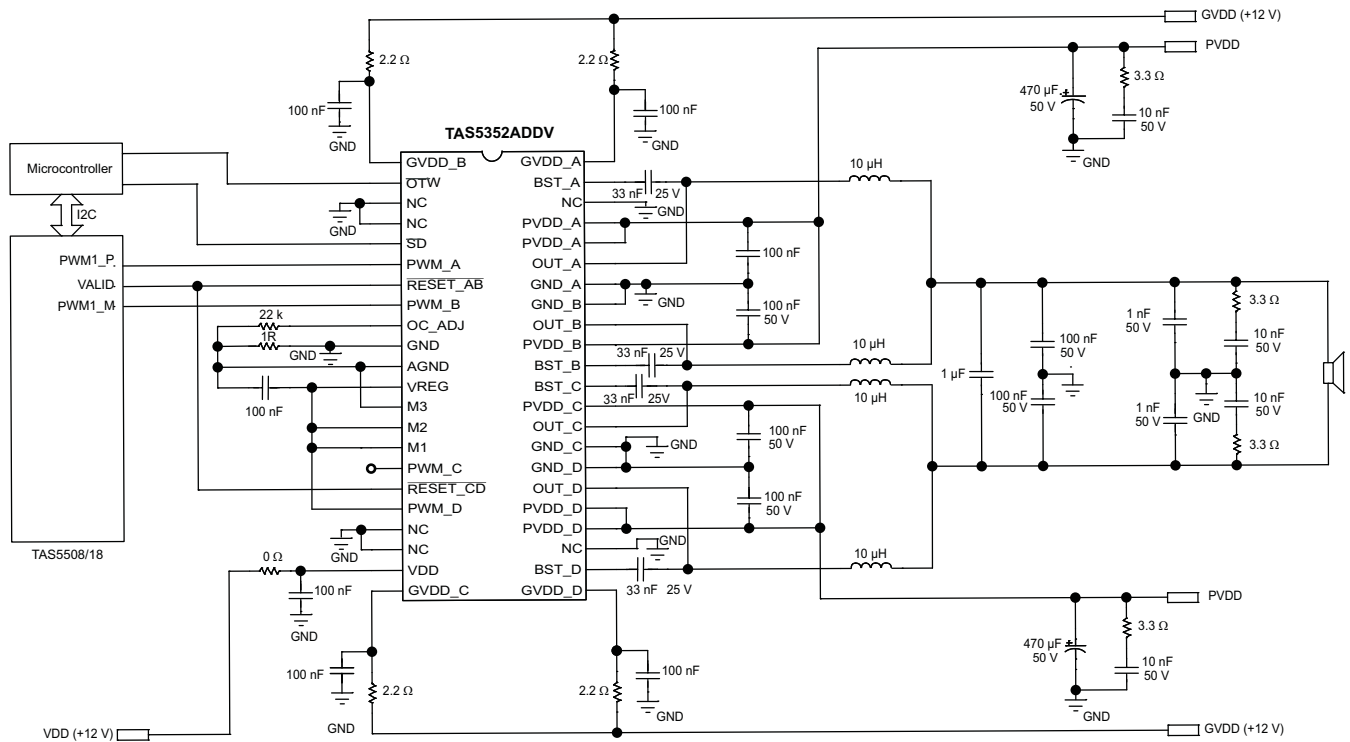 GVDD (+12 V)
PVDD
2.2 Ω
2.2 Ω
3.3 Ω
470 µF
50 V
10 nF
50 V
100 nF
100 nF
GND
GND
GND
TAS5352ADDV
Microcontroller
I2C
PWM1_P
VALID
PWM1_M
TAS5508/18
GVDD_B
OTW
NC
NC
SD
PWM_A
RESET_AB
PWM_B
OC_ADJ
GND
AGND
VREG
M3
M2
M1
PWM_C
RESET_CD
PWM_D
NC
NC
VDD
GVDD_C
GVDD_A
BST_A
NC
PVDD_A
PVDD_A
OUT_A
GND_A
GND_B
OUT_B
PVDD_B
BST_B
BST_C
PVDD_C
OUT_C
GND_C
GND_D
OUT_D
PVDD_D
PVDD_D
NC
BST_D
GVDD_D
GND
22 k
1R
GND
100 nF
GND
0 Ω
100 nF
GND
33 nF 25 V
GND
100 nF
50 V
GND
100 nF
50 V
33 nF 25 V
33 nF 25V
100 nF
50 V
GND
100 nF
50 V
GND
33 nF 25 V
10 µH
10 µH
10 µH
10 µH
1 µF
100 nF
50 V
100 nF
50 V
1 nF
50 V
1 nF
50 V
GND
3.3 Ω
10 nF
50 V
10 nF
50 V
3.3 Ω
PVDD
3.3 Ω
470 µF
50 V
10 nF
50 V
GND
100 nF
2.2 Ω
GND
2.2 Ω
100 nF
GND
VDD (+12 V)
GVDD (+12 V)